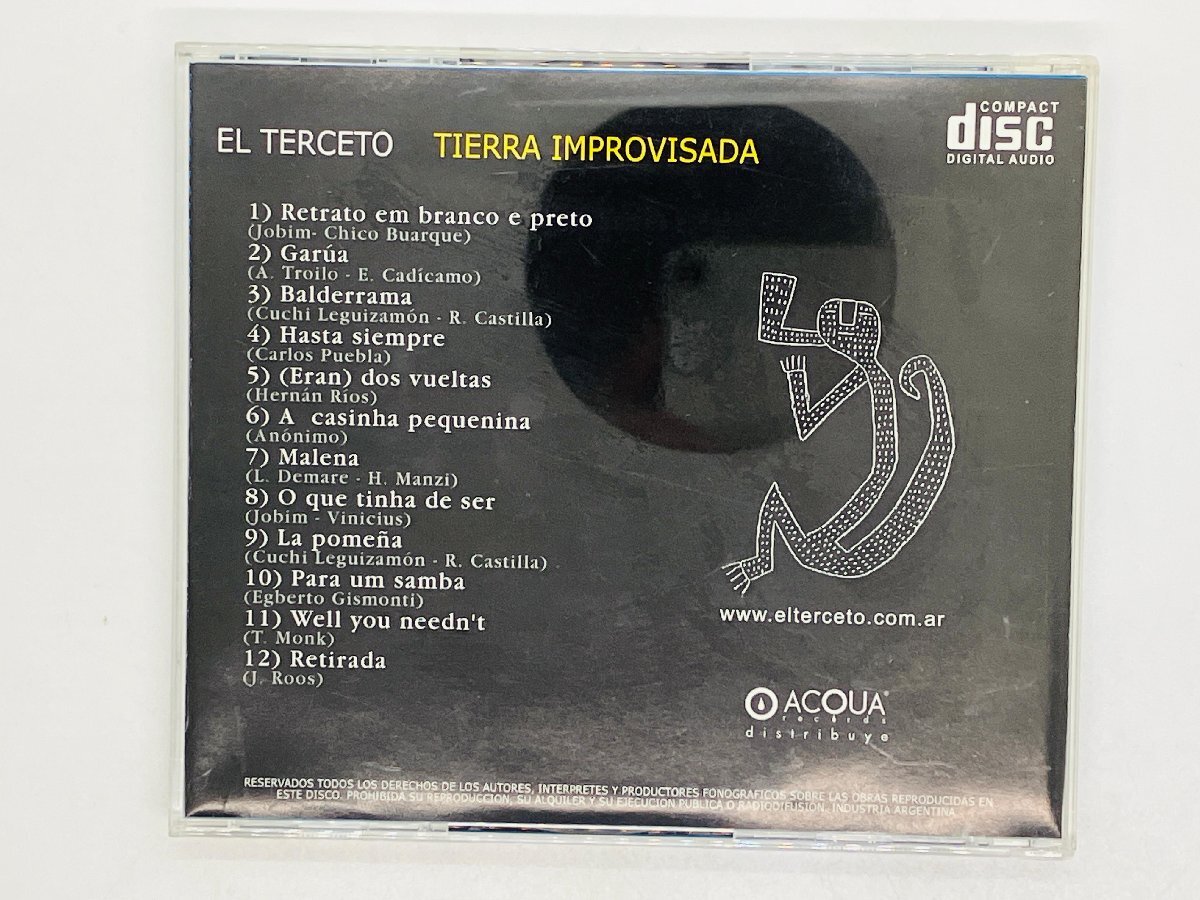 EL TERCETO TIERRA IMPROVISADA
COMPACT
disc
DIGITAL AUDIO
1) Retrato em branco e preto
(Jobim- Chico Buarque)
2) Garúa
(A. Troilo - E. Cadícamo)
3) Balderrama
(Cuchi Leguizamón - R. Castilla)
4) Hasta siempre
(Carlos Puebla)
5) (Eran) dos vueltas
(Hernán Ríos)
6) A casinha pequenina
(Anónimo)
7) Malena
(L. Demare - H. Manzi)
8) O que tinha de ser
(Jobim - Vinicius)
9) La pomeña
(Cuchi Leguizamón - R. Castilla)
10) Para um samba
(Egberto Gismonti)
11) Well you needn't
(T. Monk)
12) Retirada
(J. Roos)
www.elterceto.com.ar
ACQUA
records
distribuye
RESERVADOS TODOS LOS DERECHOS DE LOS AUTORES, INTERPRETES Y PRODUCTORES FONOGRAFICOS SOBRE LAS OBRAS REPRODUCIDAS EN
ESTE DISCO. PROHIBIDA SU REPRODUCCION, SU ALQUILER Y SU EJECUCION PUBLICA O RADIODIFUSION. INDUSTRIA ARGENTINA